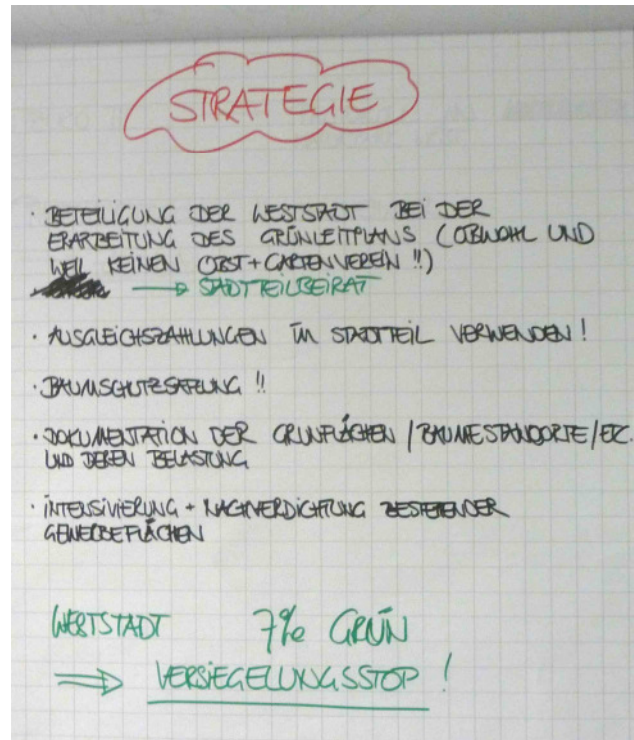 STRATEGIE
· BETEILIGUNG DER WESTSTADT BEI DER
ERARBEITUNG DES GRÜNLEITPLANS (OBWOHL UND
WEIL KEINEN OBST+GARTENVEREIN !!)
→ STADTTEILBEIRAT
· AUSGLEICHSZAHLUNGEN IM STADTTEIL VERWENDEN!
· BAUMSCHUTZSATZUNG !!
· DOKUMENTATION DER GRÜNFLÄCHEN / BÄUMESTANDORTE / ETC.
UND DEREN BELASTUNG
· INTENSIVIERUNG + NACHVERDICHTUNG BESTEHENDER
GEWERBEFLÄCHEN
WESTSTADT 7% GRÜN
⇒ VERSIEGELUNGSSTOP !